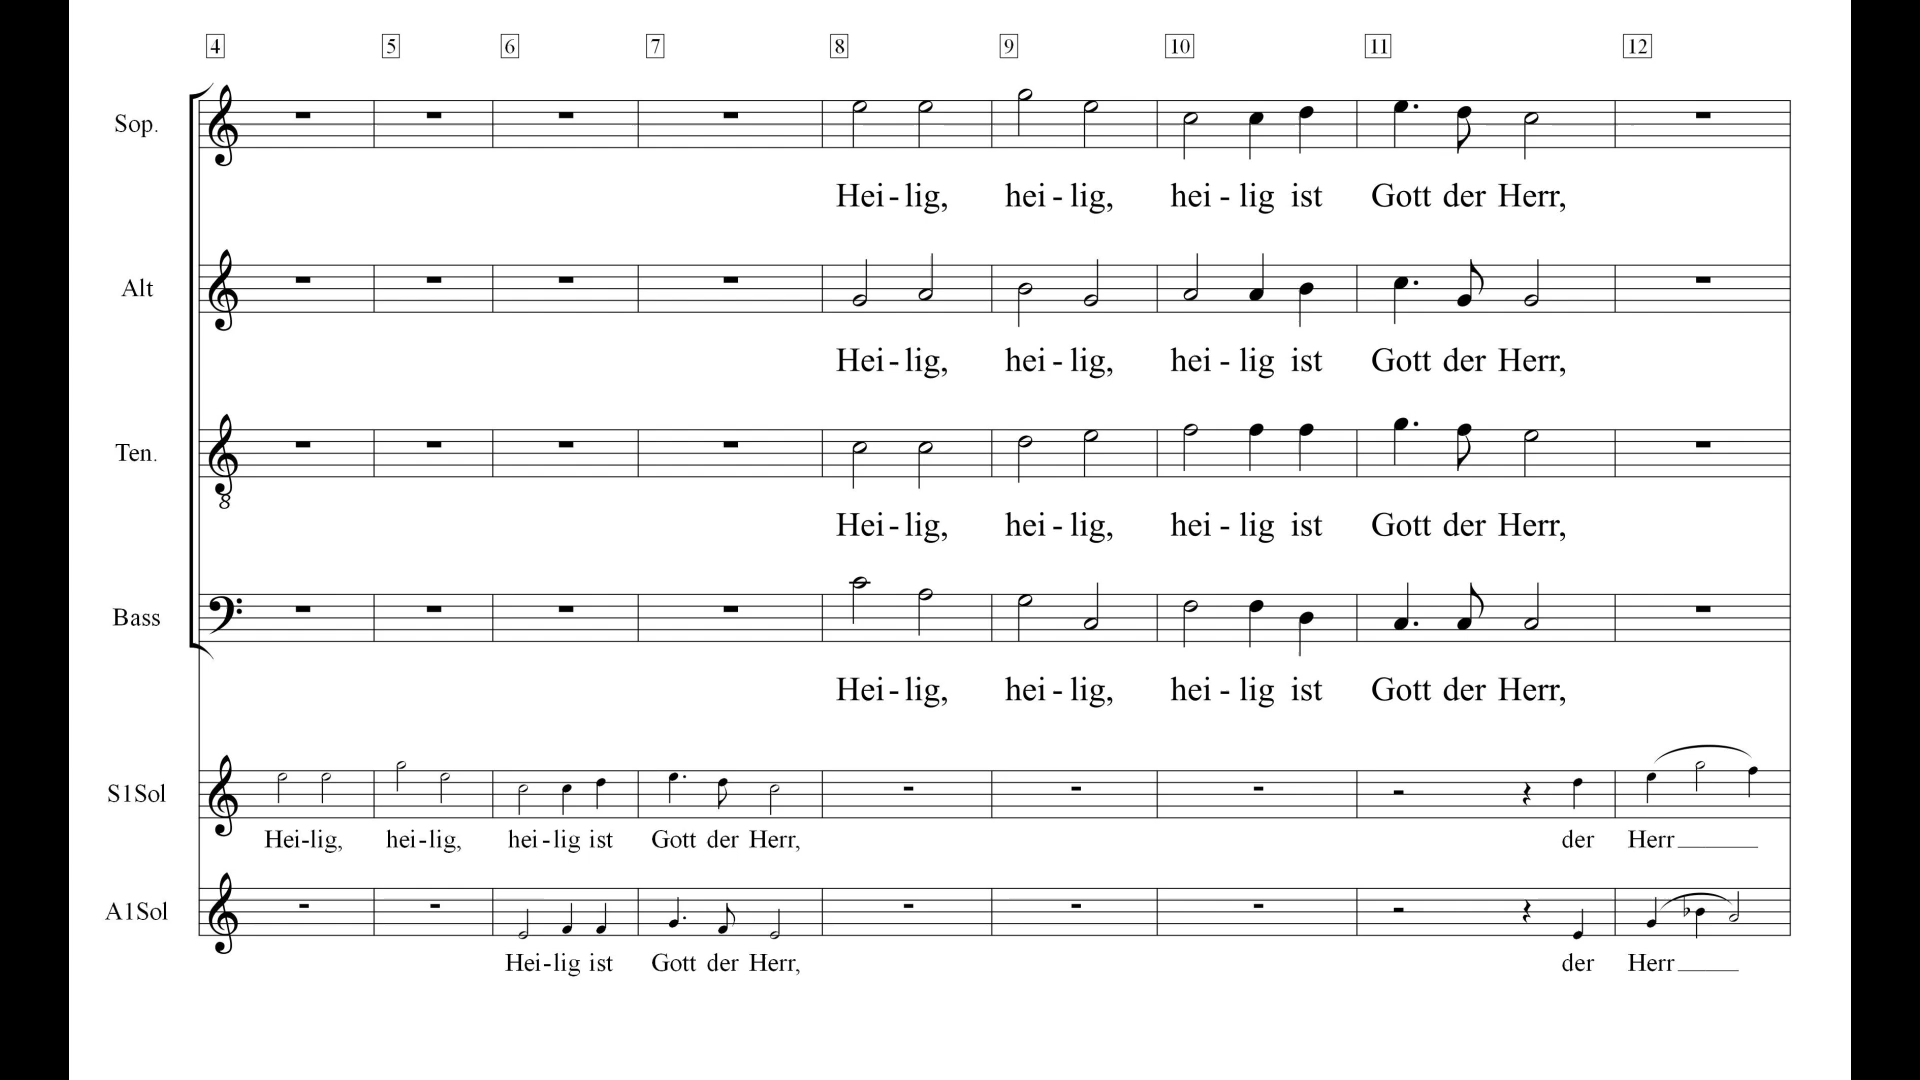 4 5 6 7 8 9 10 11 12
Sop.
Hei - lig, hei - lig, hei - lig ist Gott der Herr,
Alt
Hei - lig, hei - lig, hei - lig ist Gott der Herr,
Ten.
8
Hei - lig, hei - lig, hei - lig ist Gott der Herr,
Bass
Hei - lig, hei - lig, hei - lig ist Gott der Herr,
S1Sol
Hei - lig, hei - lig, hei - lig ist Gott der Herr, der Herr
A1Sol
Hei - lig ist Gott der Herr, der Herr